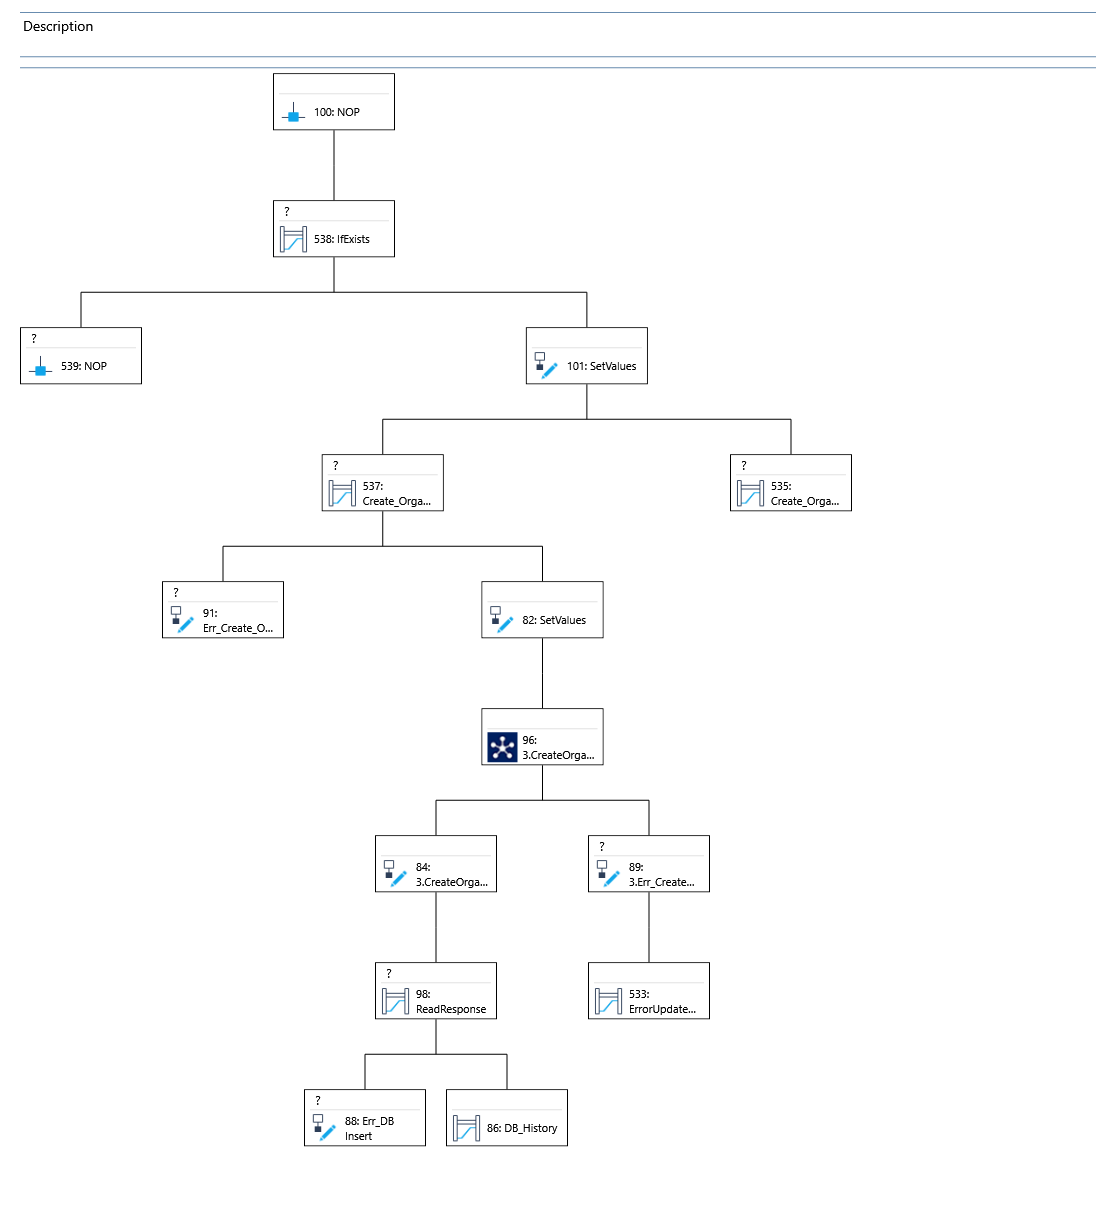 Description
100: NOP
?
538: IfExists
?
539: NOP
101: SetValues
?
537:
Create_Orga...
?
535:
Create_Orga...
?
91:
Err_Create_O...
82: SetValues
96:
3.CreateOrga...
84:
3.CreateOrga...
?
89:
3.Err_Create...
?
98:
ReadResponse
533:
ErrorUpdate...
?
88: Err_DB
Insert
86: DB_History